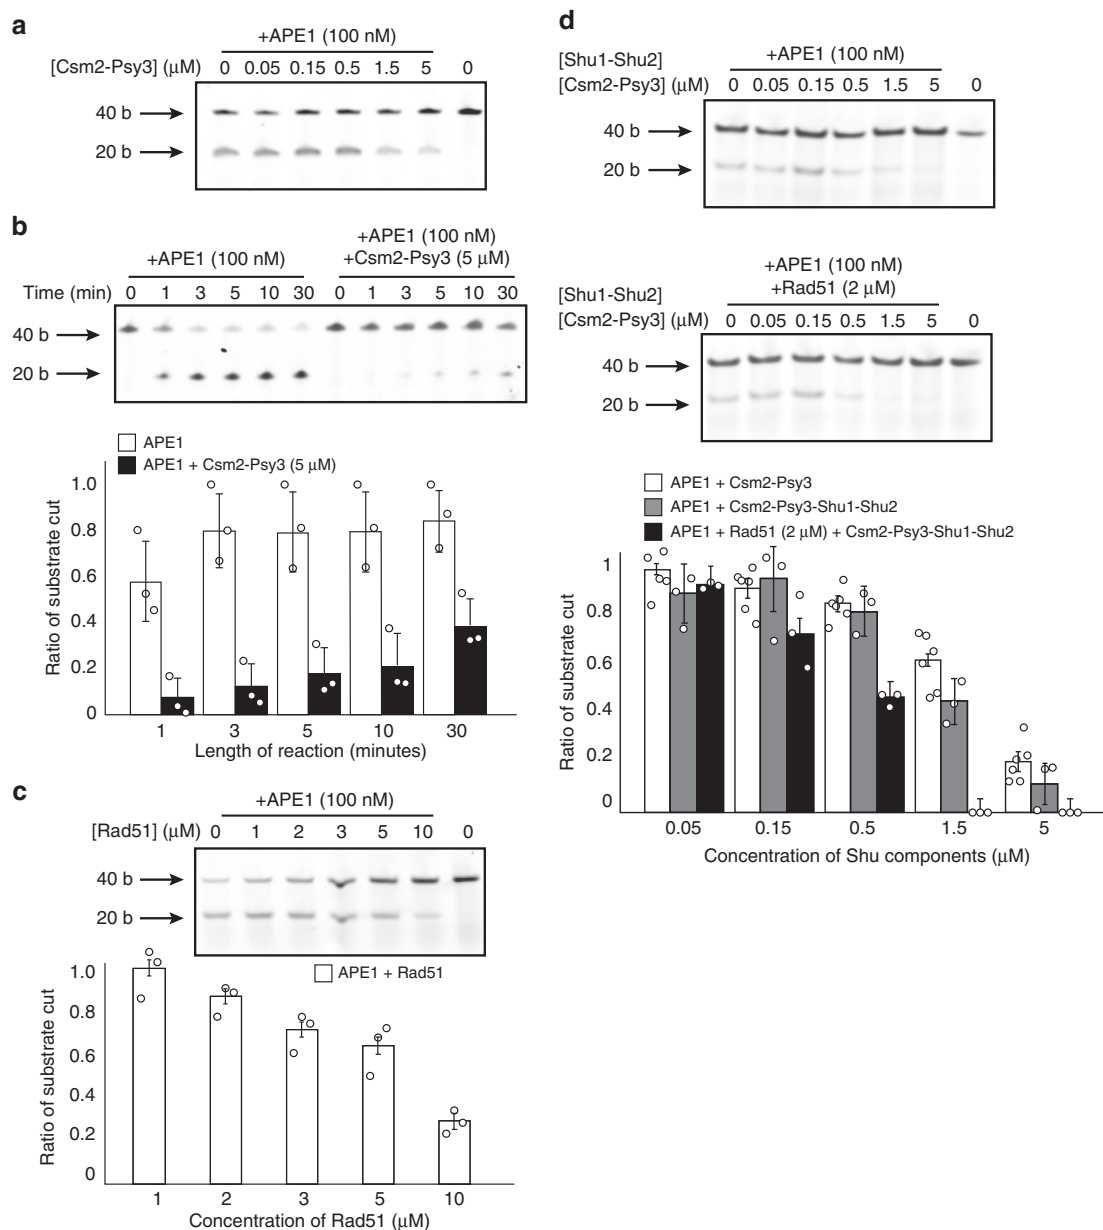 a
+APE1 (100 nM)
[Csm2-Psy3] (μM) 0 0.05 0.15 0.5 1.5 5 0
40 b
20 b
b
+APE1 (100 nM)
+APE1 (100 nM)
+Csm2-Psy3 (5 μM)
Time (min) 0 1 3 5 10 30 0 1 3 5 10 30
40 b
20 b
APE1
APE1 + Csm2-Psy3 (5 μM)
Ratio of substrate cut
1.0
0.8
0.6
0.4
0.2
0
1 3 5 10 30
Length of reaction (minutes)
c
+APE1 (100 nM)
[Rad51] (μM) 0 1 2 3 5 10 0
40 b
20 b
APE1 + Rad51
Ratio of substrate cut
1.0
0.8
0.6
0.4
0.2
0
1 2 3 5 10
Concentration of Rad51 (μM)
d
+APE1 (100 nM)
[Shu1-Shu2]
[Csm2-Psy3] (μM) 0 0.05 0.15 0.5 1.5 5 0
40 b
20 b
+APE1 (100 nM)
+Rad51 (2 μM)
[Shu1-Shu2]
[Csm2-Psy3] (μM) 0 0.05 0.15 0.5 1.5 5 0
40 b
20 b
APE1 + Csm2-Psy3
APE1 + Csm2-Psy3-Shu1-Shu2
APE1 + Rad51 (2 μM) + Csm2-Psy3-Shu1-Shu2
Ratio of substrate cut
1
0.8
0.6
0.4
0.2
0
0.05 0.15 0.5 1.5 5
Concentration of Shu components (μM)